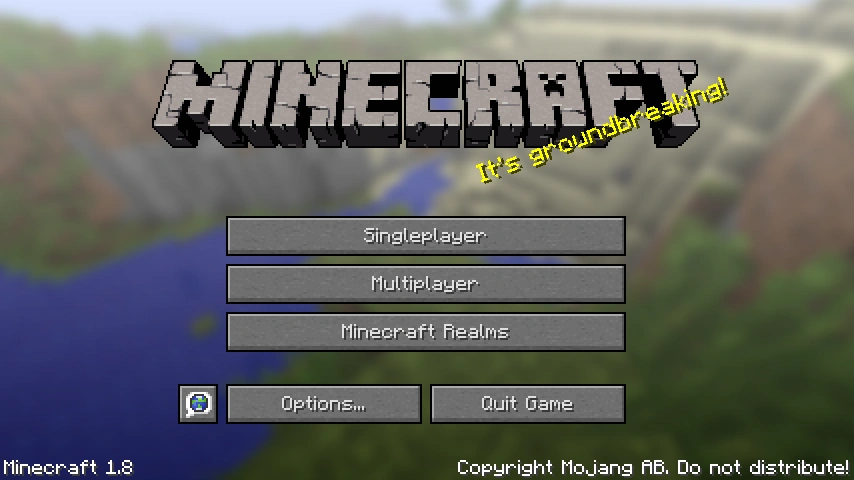 MINECRAFT
It's groundbreaking!
Singleplayer
Multiplayer
Minecraft Realms
Options... Quit Game
Minecraft 1.8 Copyright Mojang AB. Do not distribute!